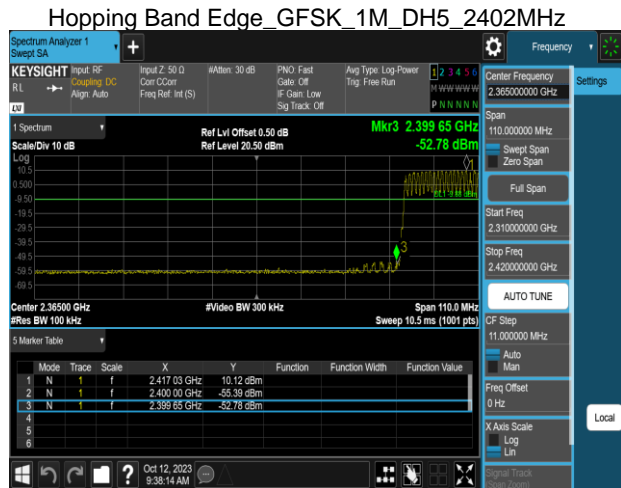 Hopping Band Edge_GFSK_1M_DH5_2402MHz
Spectrum Analyzer 1
Swept SA
+
Frequency
KEYSIGHT
RL
LXI
Input: RF
Coupling: DC
Align: Auto
Input Z: 50 Ω
Corr CCorr
Freq Ref: Int (S)
#Atten: 30 dB
PNO: Fast
Gate: Off
IF Gain: Low
Sig Track: Off
Avg Type: Log-Power
Trig: Free Run
1 2 3 4 5 6
M W W W W W
P N N N N N
Settings
Center Frequency
2.365000000 GHz
Span
110.000000 MHz
Swept Span
Zero Span
Full Span
Start Freq
2.310000000 GHz
Stop Freq
2.420000000 GHz
AUTO TUNE
CF Step
11.000000 MHz
Auto
Man
Freq Offset
0 Hz
X Axis Scale
Log
Lin
Signal Track
(Span Zoom)
Local
1 Spectrum
Scale/Div 10 dB
Ref Lvl Offset 0.50 dB
Ref Level 20.50 dBm
Mkr3 2.399 65 GHz
-52.78 dBm
Log
10.5
0.500
-9.50
-19.5
-29.5
-39.5
-49.5
-59.5
-69.5
3
Center 2.36500 GHz
#Res BW 100 kHz
#Video BW 300 kHz
Span 110.0 MHz
Sweep 10.5 ms (1001 pts)
5 Marker Table
Mode Trace Scale X Y Function Function Width Function Value
1 N 1 f 2.417 03 GHz 10.12 dBm
2 N 1 f 2.400 00 GHz -55.39 dBm
3 N 1 f 2.399 65 GHz -52.78 dBm
4
5
6
?
Oct 12, 2023
9:38:14 AM